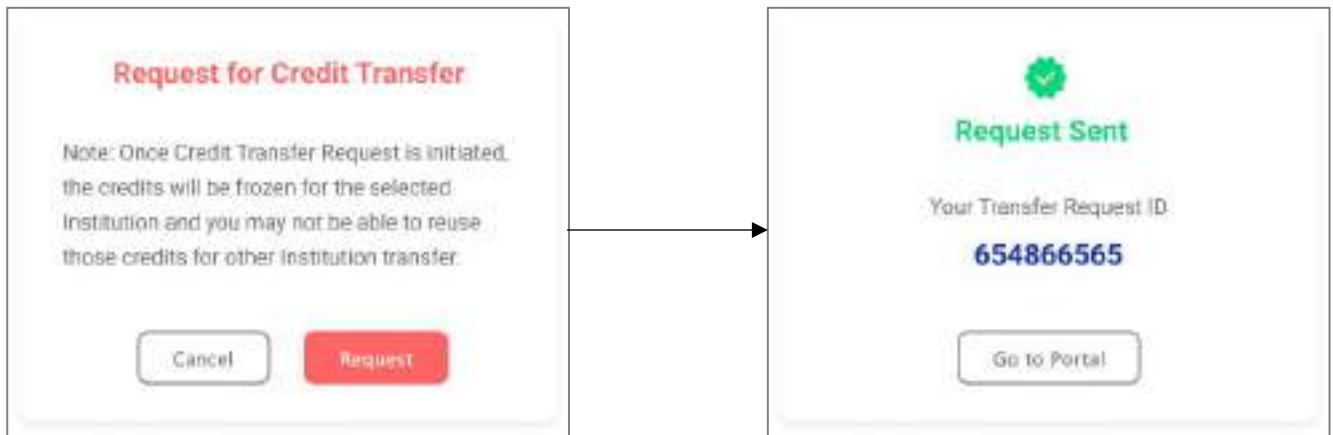 Request for Credit Transfer
Note: Once Credit Transfer Request is initiated,
the credits will be frozen for the selected
Institution and you may not be able to reuse
those credits for other Institution transfer.
Cancel
Request
Request Sent
Your Transfer Request ID
654866565
Go to Portal